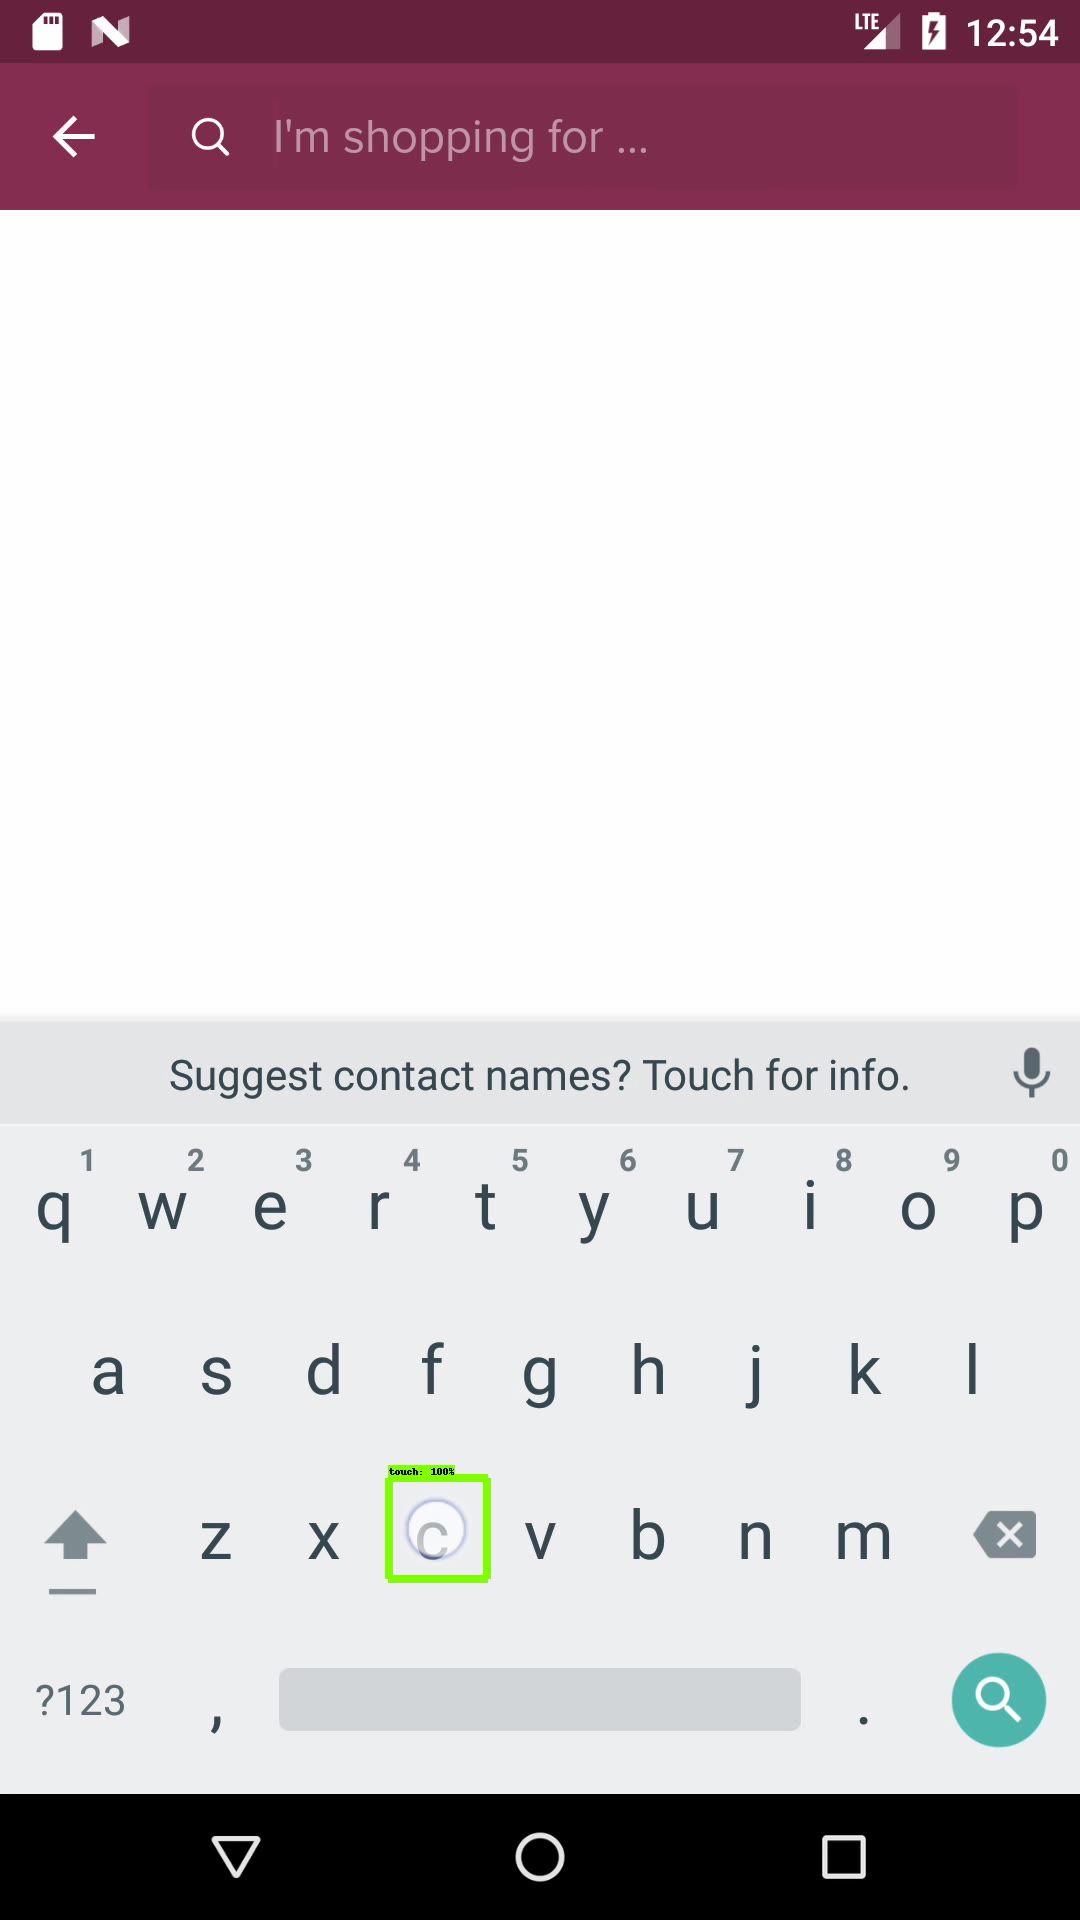 LTE 12:54
I'm shopping for ...
Suggest contact names? Touch for info.
1 2 3 4 5 6 7 8 9 0
q w e r t y u i o p
a s d f g h j k l
touch: 100%
z x c v b n m
?123 , .